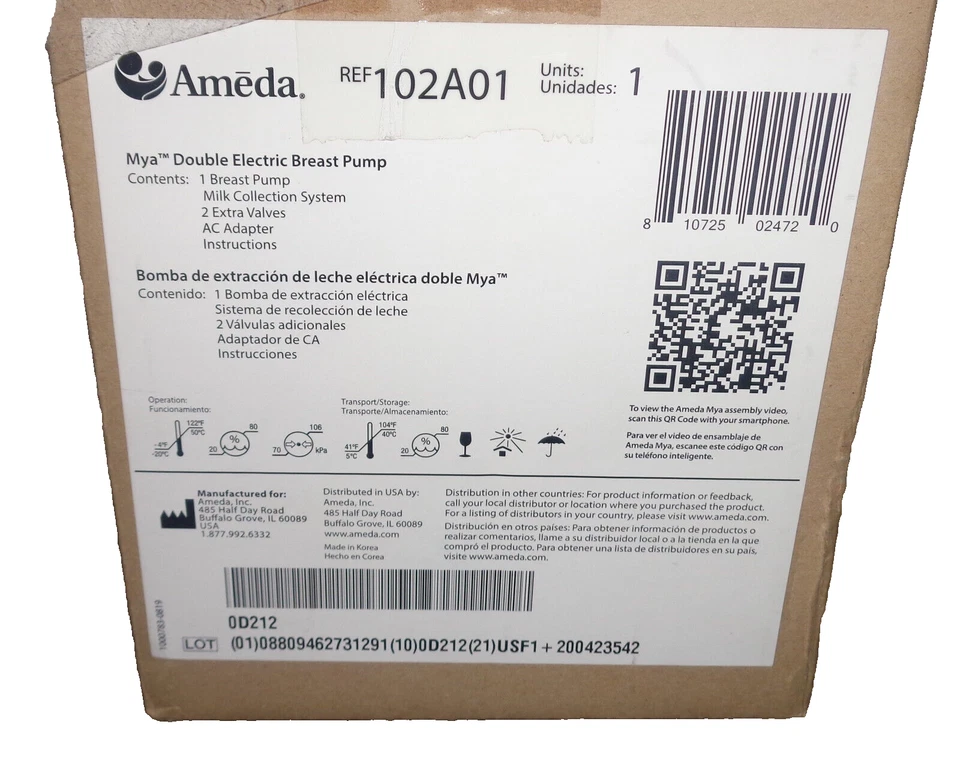 Amēda®
REF 102A01
Units: 1
Unidades:
8 10725 02472 0
Mya™ Double Electric Breast Pump
Contents: 1 Breast Pump
Milk Collection System
2 Extra Valves
AC Adapter
Instructions
Bomba de extracción de leche eléctrica doble Mya™
Contenido: 1 Bomba de extracción eléctrica
Sistema de recolección de leche
2 Válvulas adicionales
Adaptador de CA
Instrucciones
To view the Ameda Mya assembly video,
scan this QR Code with your smartphone.
Para ver el video de ensamblaje de
Ameda Mya, escanee este código QR con
su teléfono inteligente.
Operation:
Funcionamiento:
122°F
50°C
-4°F
-20°C
80
%
20
106
70
kPa
Transport/Storage:
Transporte/Almacenamiento:
104°F
40°C
41°F
5°C
80
%
20
Manufactured for:
Ameda, Inc.
485 Half Day Road
Buffalo Grove, IL 60089
USA
1.877.992.6332
Distributed in USA by:
Ameda, Inc.
485 Half Day Road
Buffalo Grove, IL 60089
www.ameda.com
Made in Korea
Hecho en Corea
Distribution in other countries: For product information or feedback,
call your local distributor or location where you purchased the product.
For a listing of distributors in your country, please visit www.ameda.com.
Distribución en otros países: Para obtener información de productos o
realizar comentarios, llame a su distribuidor local o a la tienda en la que
compró el producto. Para obtener una lista de distribuidores en su país,
visite www.ameda.com.
1000783-0819
0D212
LOT (01)08809462731291(10)0D212(21)USF1+200423542